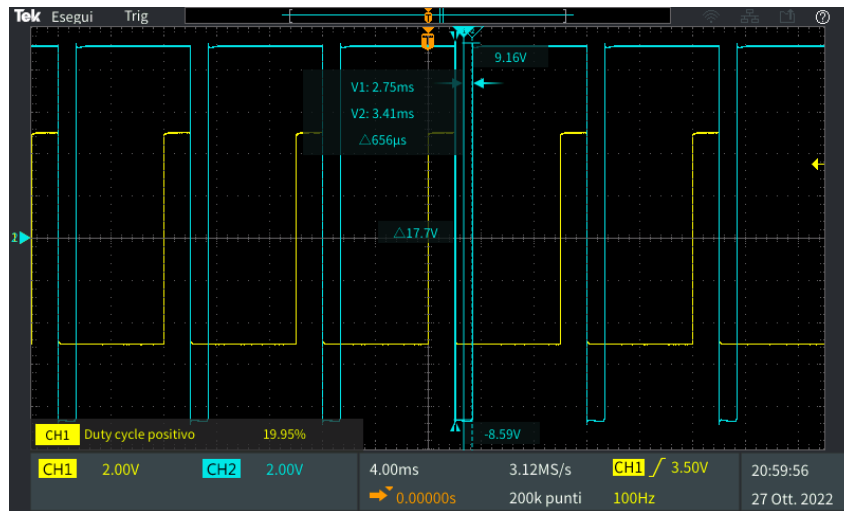 Tek Esegui Trig
T
T
9.16V
V1: 2.75ms
V2: 3.41ms
△656µs
△17.7V
-8.59V
CH1 Duty cycle positivo 19.95%
CH1 2.00V CH2 2.00V 4.00ms 3.12MS/s CH1 3.50V 20:59:56
0.00000s 200k punti 100Hz 27 Ott. 2022